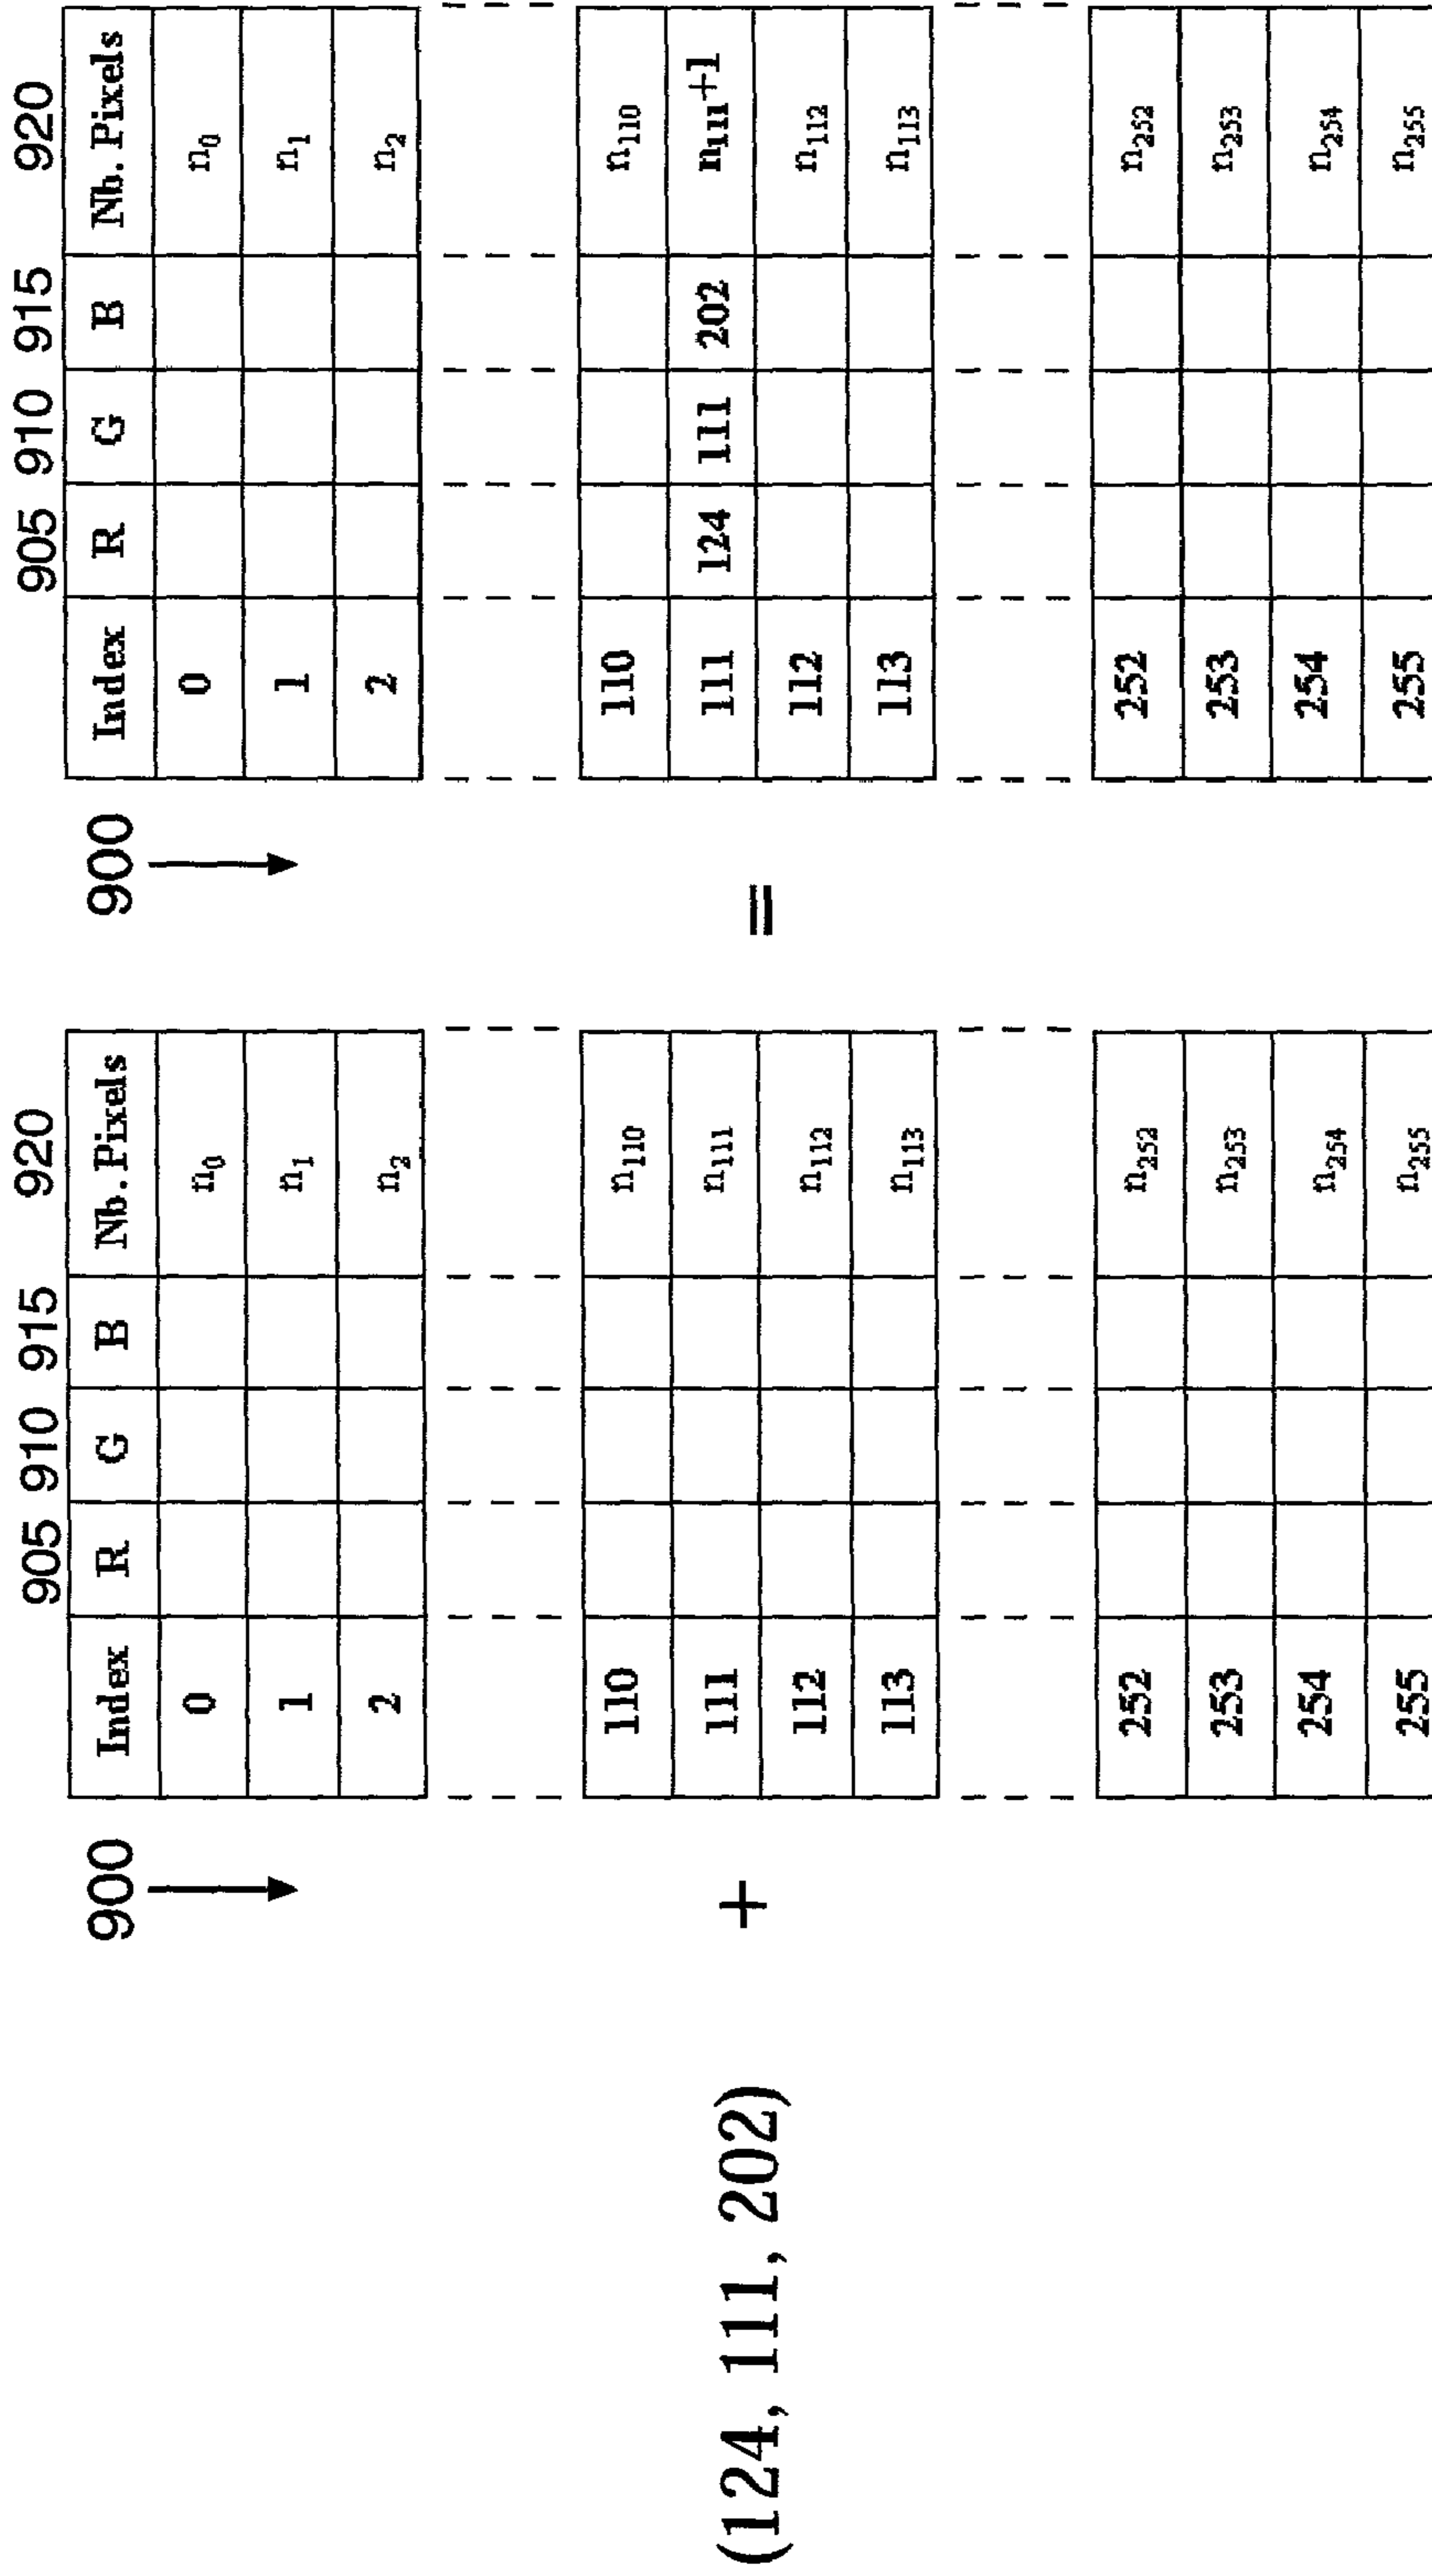 900
905 910 915 920
Index R G B Nb. Pixels
0 n₀
1 n₁
2 n₂
110 n₁₁₀
111 n₁₁₁
112 n₁₁₂
113 n₁₁₃
252 n₂₅₂
253 n₂₅₃
254 n₂₅₄
255 n₂₅₅
(124, 111, 202) + =
900
905 910 915 920
Index R G B Nb. Pixels
0 n₀
1 n₁
2 n₂
110 n₁₁₀
111 124 111 202 n₁₁₁+1
112 n₁₁₂
113 n₁₁₃
252 n₂₅₂
253 n₂₅₃
254 n₂₅₄
255 n₂₅₅